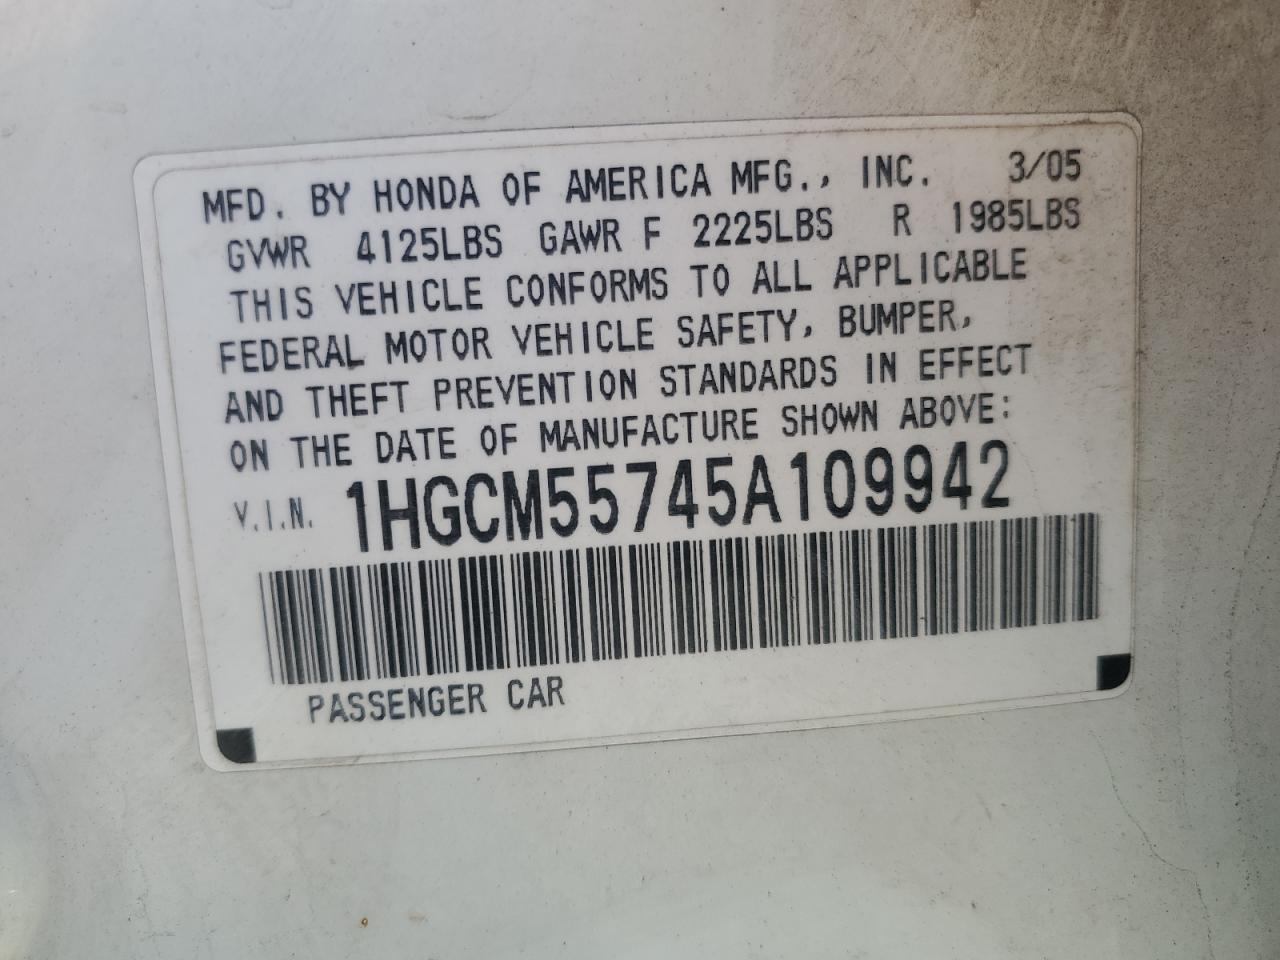 MFD. BY HONDA OF AMERICA MFG., INC. 3/05
GVWR 4125LBS GAWR F 2225LBS R 1985LBS
THIS VEHICLE CONFORMS TO ALL APPLICABLE
FEDERAL MOTOR VEHICLE SAFETY, BUMPER,
AND THEFT PREVENTION STANDARDS IN EFFECT
ON THE DATE OF MANUFACTURE SHOWN ABOVE:
V.I.N. 1HGCM55745A109942
PASSENGER CAR